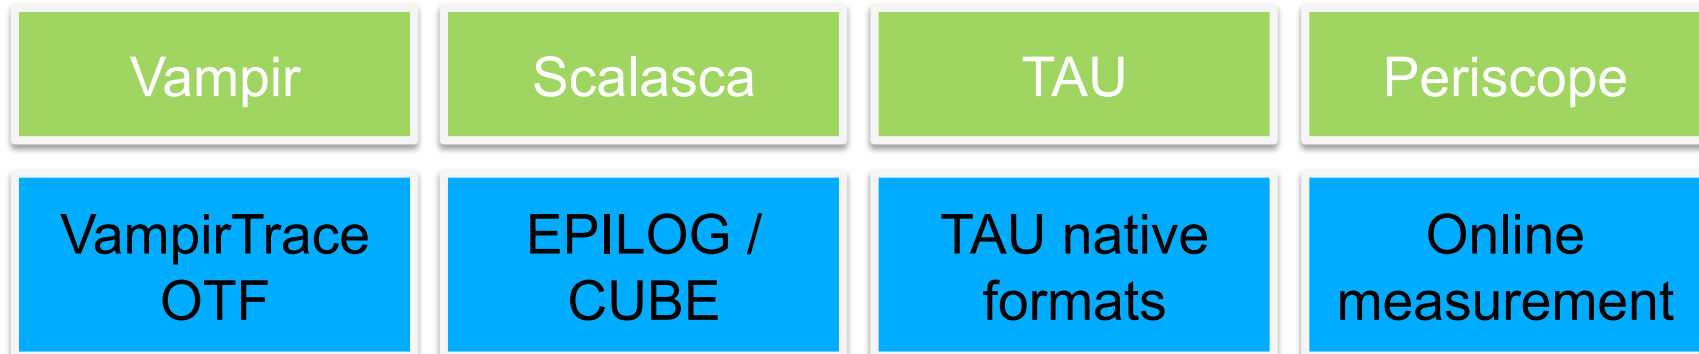 Vampir
Scalasca
TAU
Periscope
VampirTrace
OTF
EPILOG /
CUBE
TAU native
formats
Online
measurement